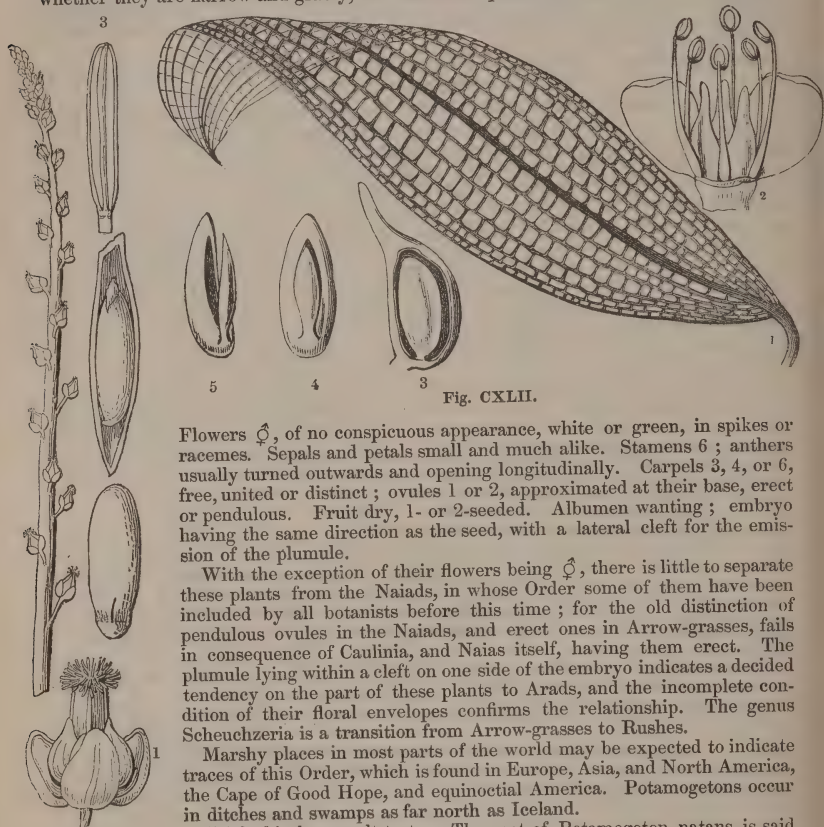 3
2
1
5
4
3
Fig. CXLII.
Flowers ⚥, of no conspicuous appearance, white or green, in spikes or
racemes. Sepals and petals small and much alike. Stamens 6 ; anthers
usually turned outwards and opening longitudinally. Carpels 3, 4, or 6,
free, united or distinct ; ovules 1 or 2, approximated at their base, erect
or pendulous. Fruit dry, 1- or 2-seeded. Albumen wanting ; embryo
having the same direction as the seed, with a lateral cleft for the emis-
sion of the plumule.
With the exception of their flowers being ⚥, there is little to separate
these plants from the Naiads, in whose Order some of them have been
included by all botanists before this time ; for the old distinction of
pendulous ovules in the Naiads, and erect ones in Arrow-grasses, fails
in consequence of Caulinia, and Naias itself, having them erect. The
plumule lying within a cleft on one side of the embryo indicates a decided
tendency on the part of these plants to Arads, and the incomplete con-
dition of their floral envelopes confirms the relationship. The genus
Scheuchzeria is a transition from Arrow-grasses to Rushes.
1
Marshy places in most parts of the world may be expected to indicate
traces of this Order, which is found in Europe, Asia, and North America,
the Cape of Good Hope, and equinoctial America. Potamogetons occur
in ditches and swamps as far north as Iceland.
of Potamogeton natans is said